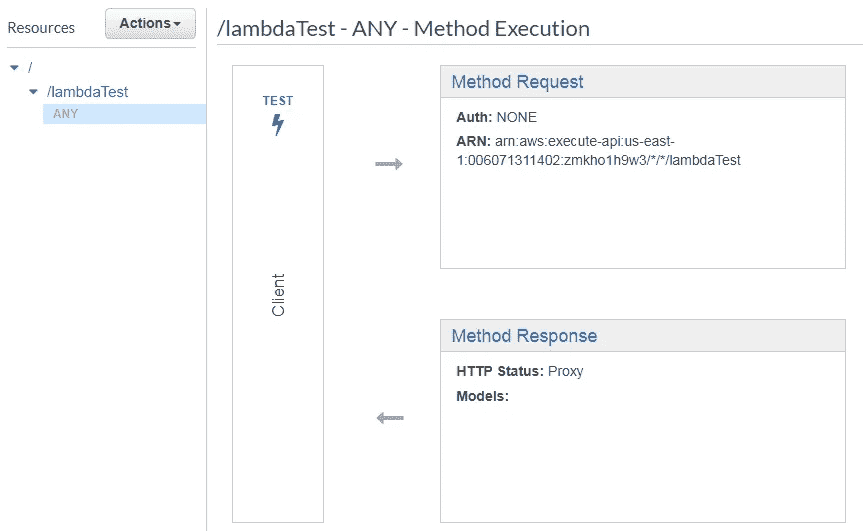 Resources
Actions
/lambdaTest - ANY - Method Execution
/
/lambdaTest
ANY
TEST
Client
Method Request
Auth: NONE
ARN: arn:aws:execute-api:us-east-
1:006071311402:zmkho1h9w3/*/*/lambdaTest
Method Response
HTTP Status: Proxy
Models: